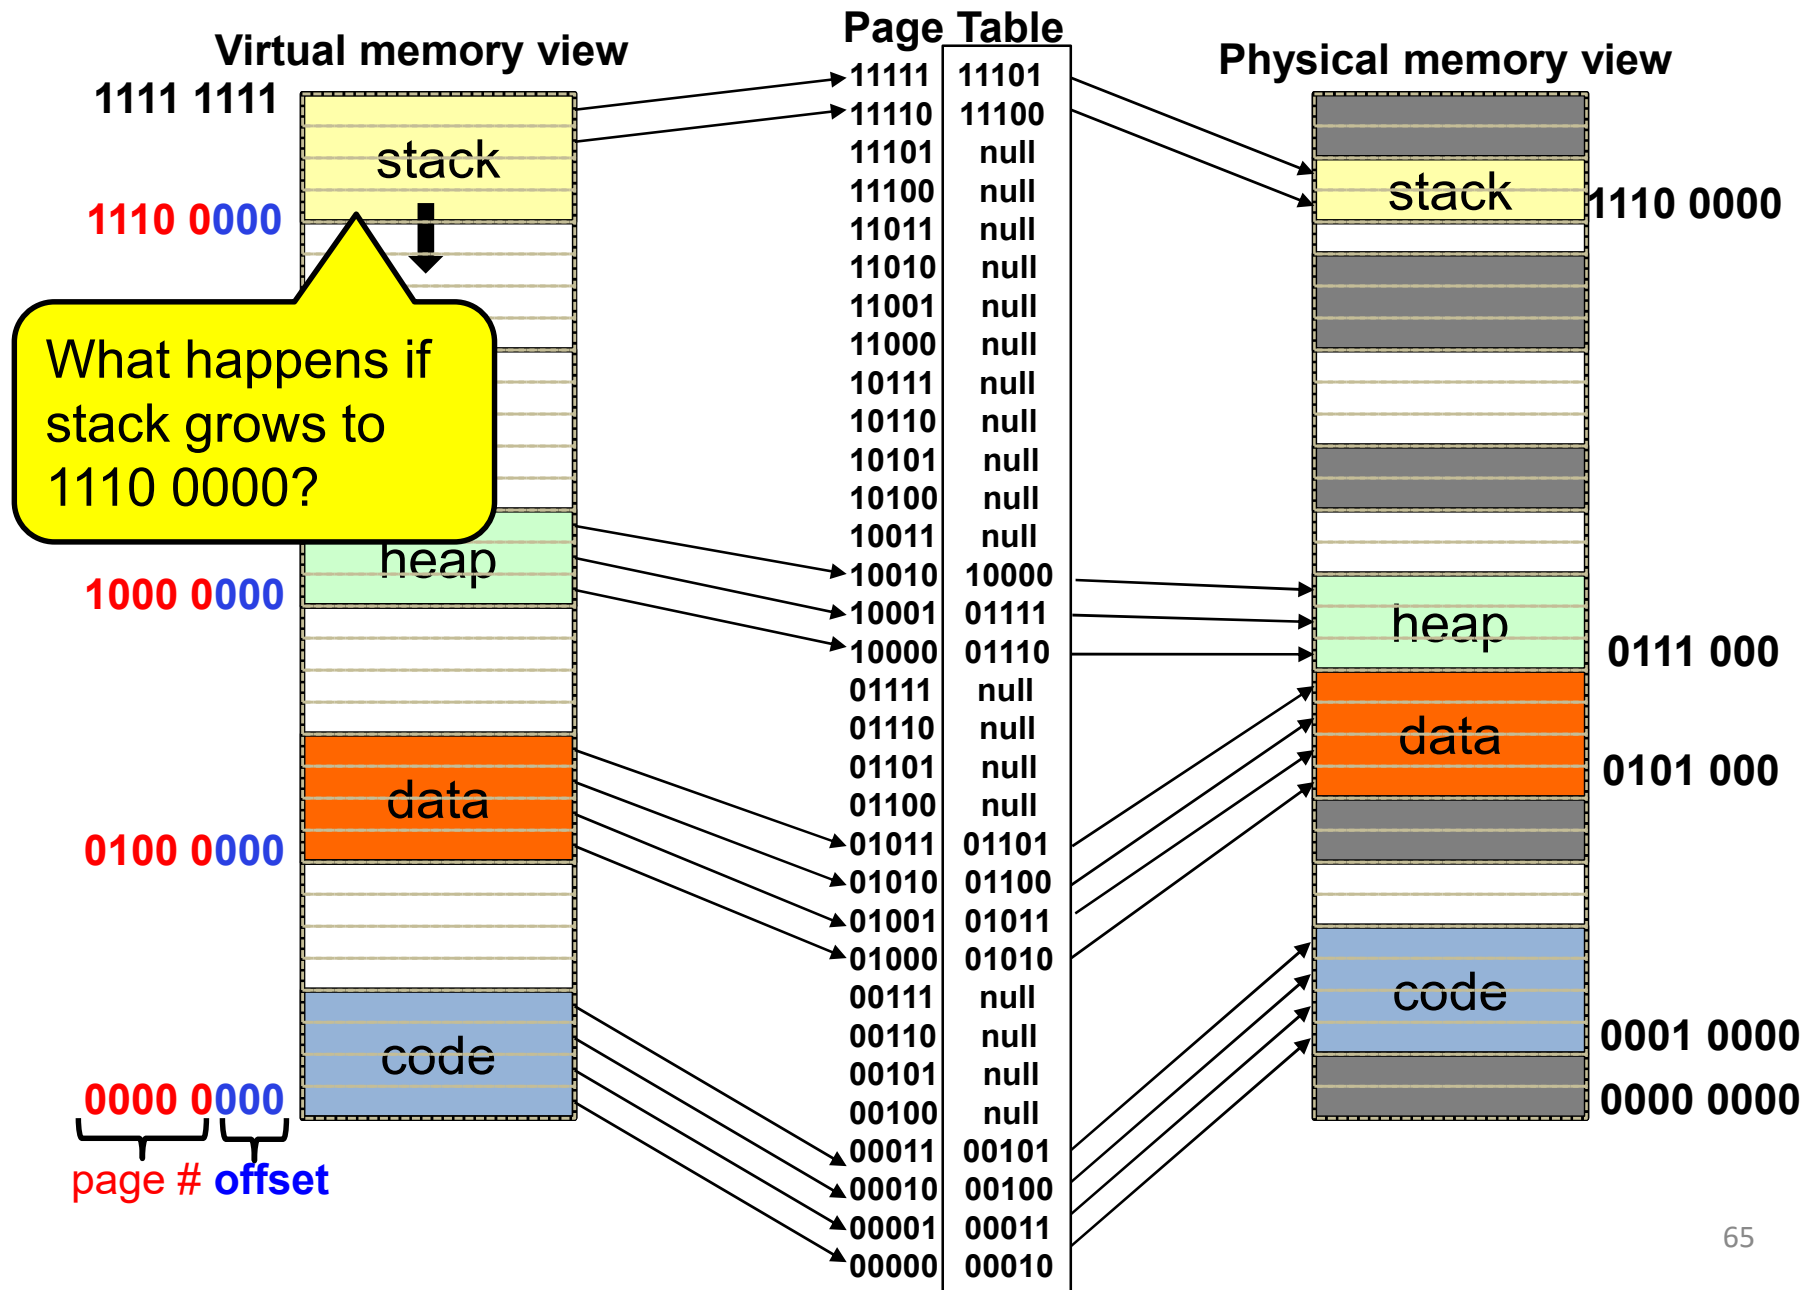 Virtual memory view
Page Table
Physical memory view
1111 1111
stack
1110 0000
What happens if
stack grows to
1110 0000?
heap
1000 0000
data
0100 0000
code
0000 0000
page # offset
11111 11101
11110 11100
11101 null
11100 null
11011 null
11010 null
11001 null
11000 null
10111 null
10110 null
10101 null
10100 null
10011 null
10010 10000
10001 01111
10000 01110
01111 null
01110 null
01101 null
01100 null
01011 01101
01010 01100
01001 01011
01000 01010
00111 null
00110 null
00101 null
00100 null
00011 00101
00010 00100
00001 00011
00000 00010
stack
1110 0000
heap
0111 000
data
0101 000
code
0001 0000
0000 0000
65